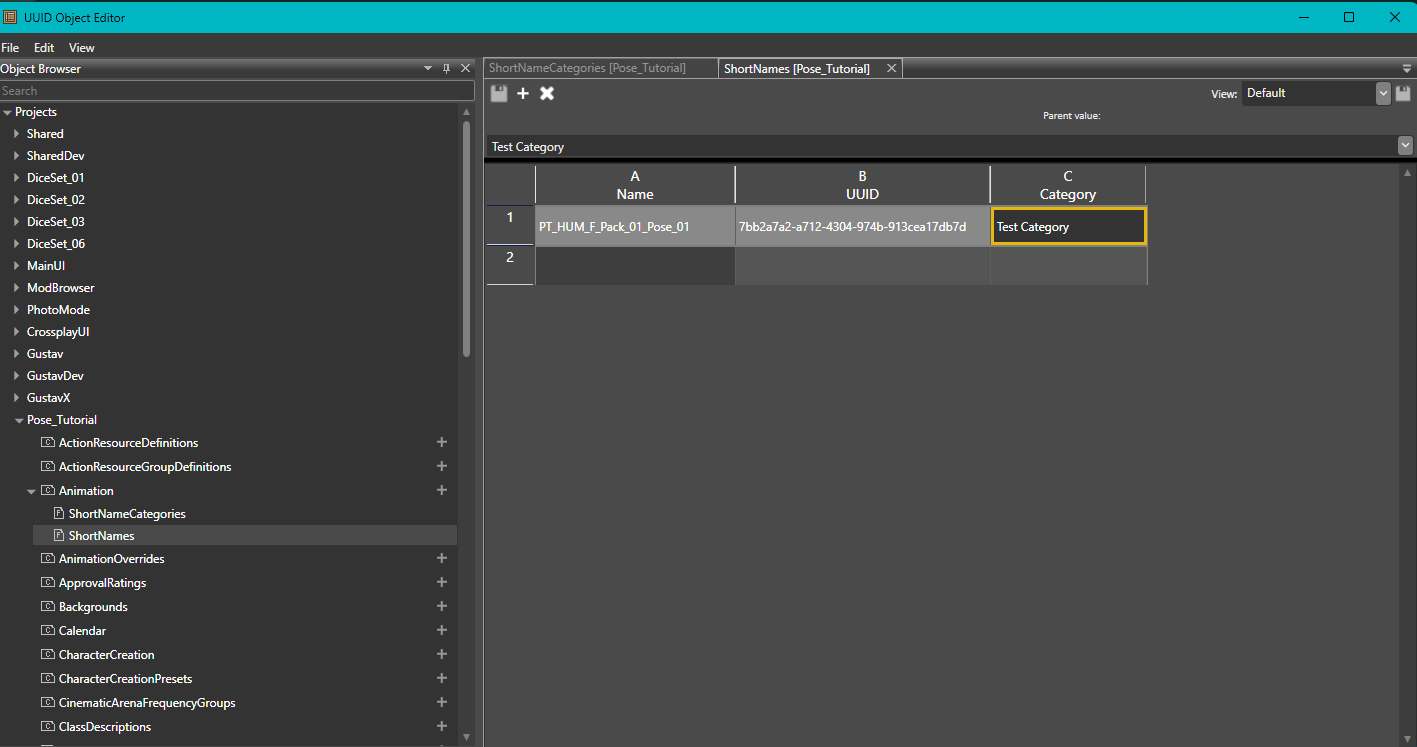 UUID Object Editor
File Edit View
Object Browser
Search
Projects
Shared
SharedDev
DiceSet_01
DiceSet_02
DiceSet_03
DiceSet_06
MainUI
ModBrowser
PhotoMode
CrossplayUI
Gustav
GustavDev
GustavX
Pose_Tutorial
ActionResourceDefinitions
ActionResourceGroupDefinitions
Animation
ShortNameCategories
ShortNames
AnimationOverrides
ApprovalRatings
Backgrounds
Calendar
CharacterCreation
CharacterCreationPresets
CinematicArenaFrequencyGroups
ClassDescriptions
ShortNameCategories [Pose_Tutorial] ShortNames [Pose_Tutorial]
View: Default
Parent value:
Test Category
A B C
Name UUID Category
1 PT_HUM_F_Pack_01_Pose_01 7bb2a7a2-a712-4304-974b-913cea17db7d Test Category
2